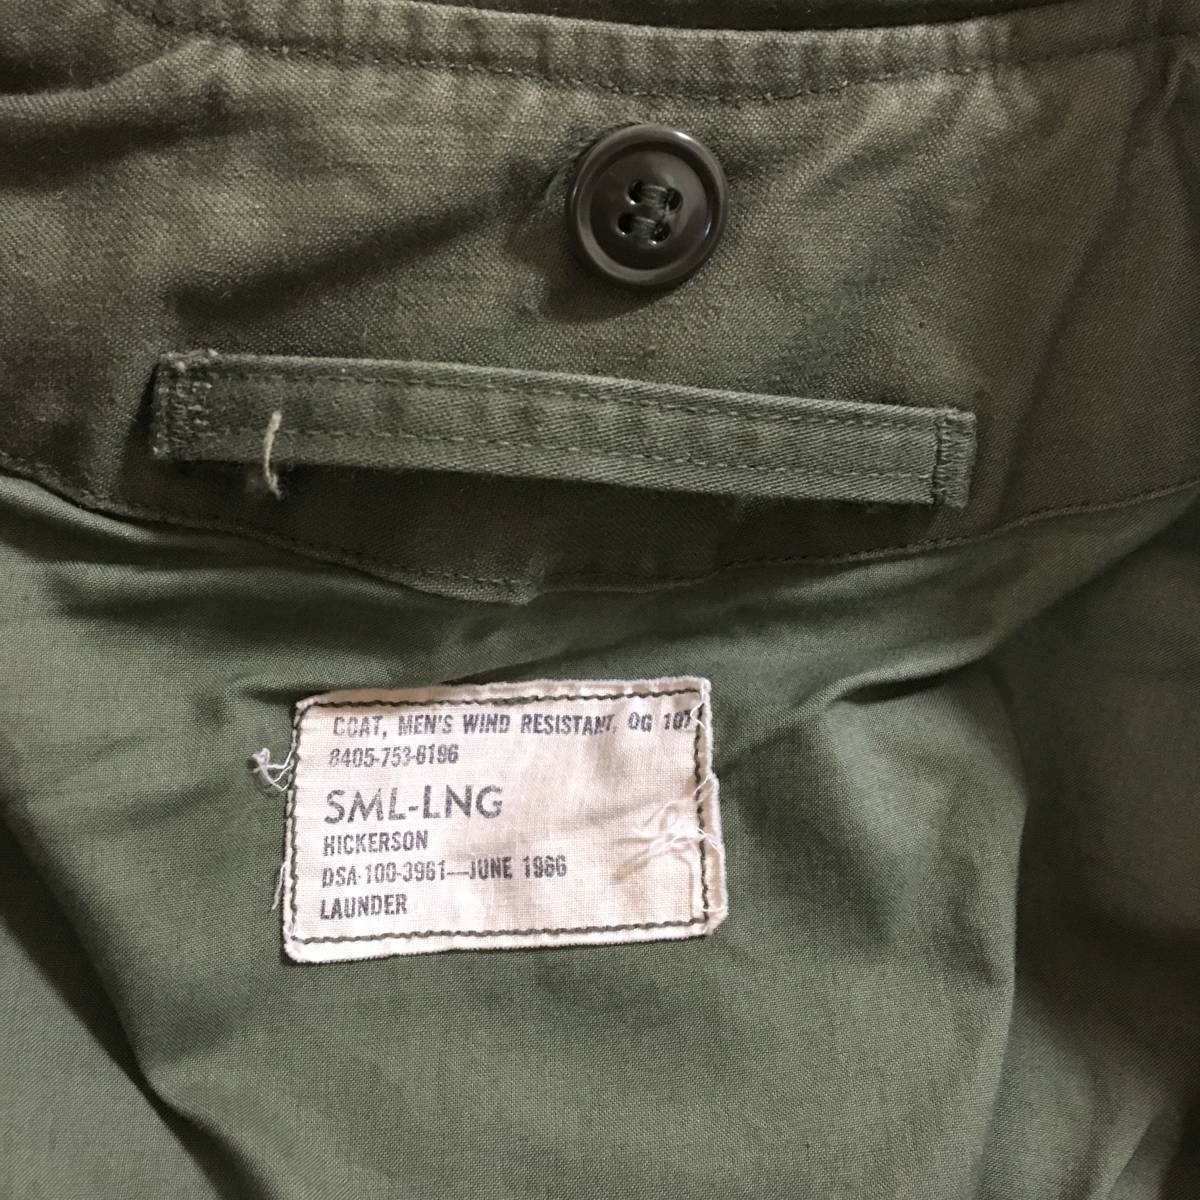 COAT, MEN'S WIND RESISTANT, OG 107
8405-753-6196
SML-LNG
HICKERSON
DSA-100-3961—JUNE 1966
LAUNDER